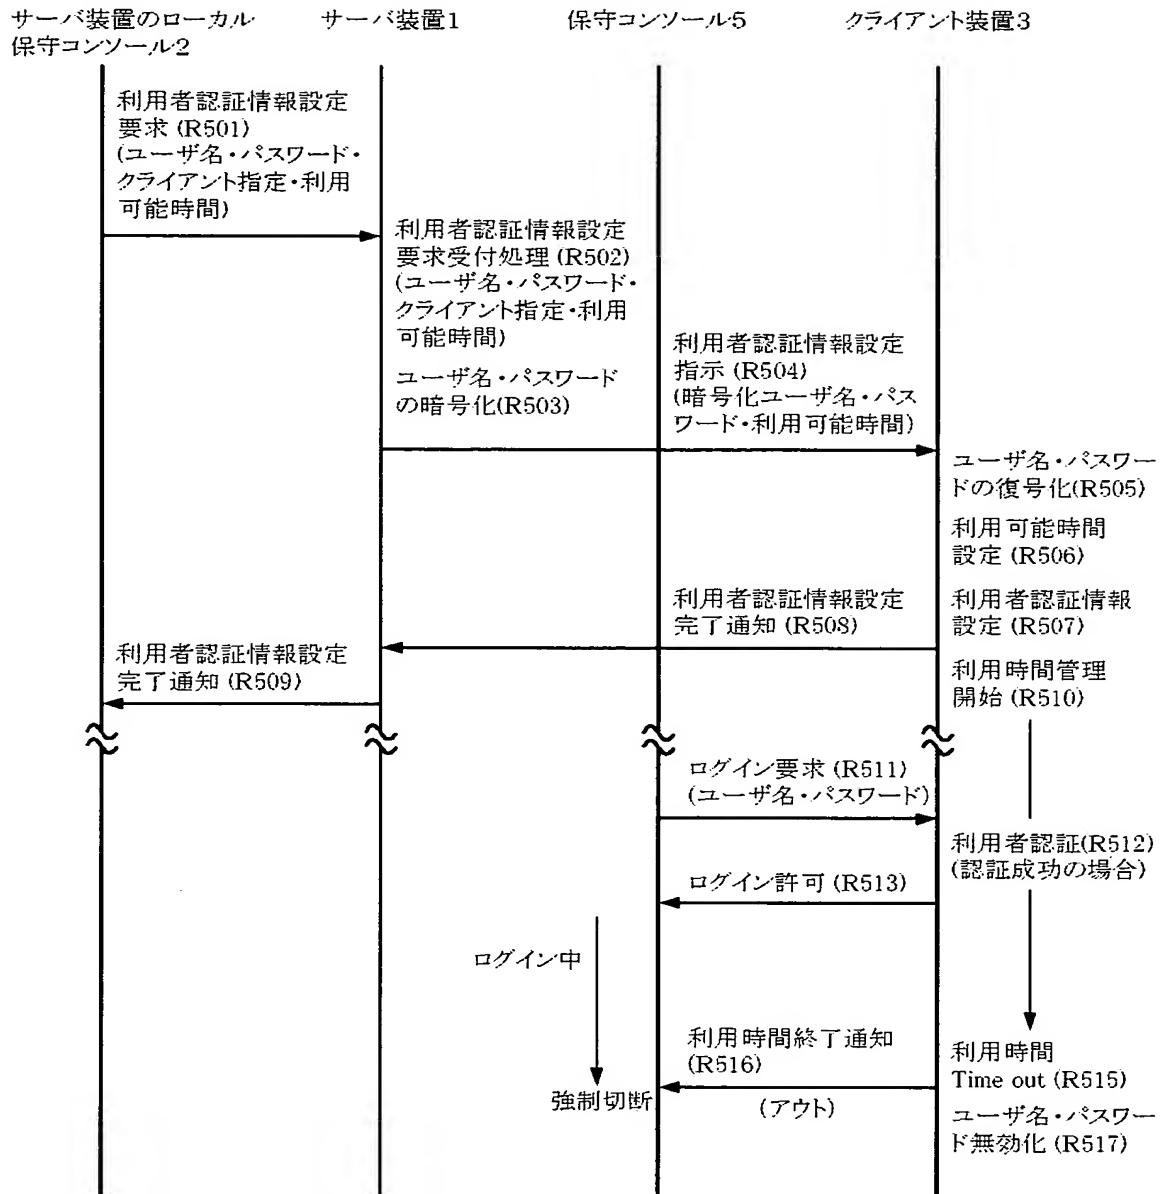 サーバ装置のローカル
保守コンソール2
サーバ装置1
保守コンソール5
クライアント装置3
利用者認証情報設定
要求 (R501)
(ユーザ名・パスワード・
クライアント指定・利用
可能時間)
利用者認証情報設定
要求受付処理 (R502)
(ユーザ名・パスワード・
クライアント指定・利用
可能時間)
ユーザ名・パスワード
の暗号化(R503)
利用者認証情報設定
指示 (R504)
(暗号化ユーザ名・パス
ワード・利用可能時間)
ユーザ名・パスワー
ドの復号化(R505)
利用可能時間
設定 (R506)
利用者認証情報
設定 (R507)
利用者認証情報設定
完了通知 (R508)
利用者認証情報設定
完了通知 (R509)
利用時間管理
開始 (R510)
ログイン要求 (R511)
(ユーザ名・パスワード)
利用者認証(R512)
(認証成功の場合)
ログイン許可 (R513)
ログイン中
利用時間終了通知
(R516)
利用時間
Time out (R515)
強制切断
(アウト)
ユーザ名・パスワー
ド無効化 (R517)